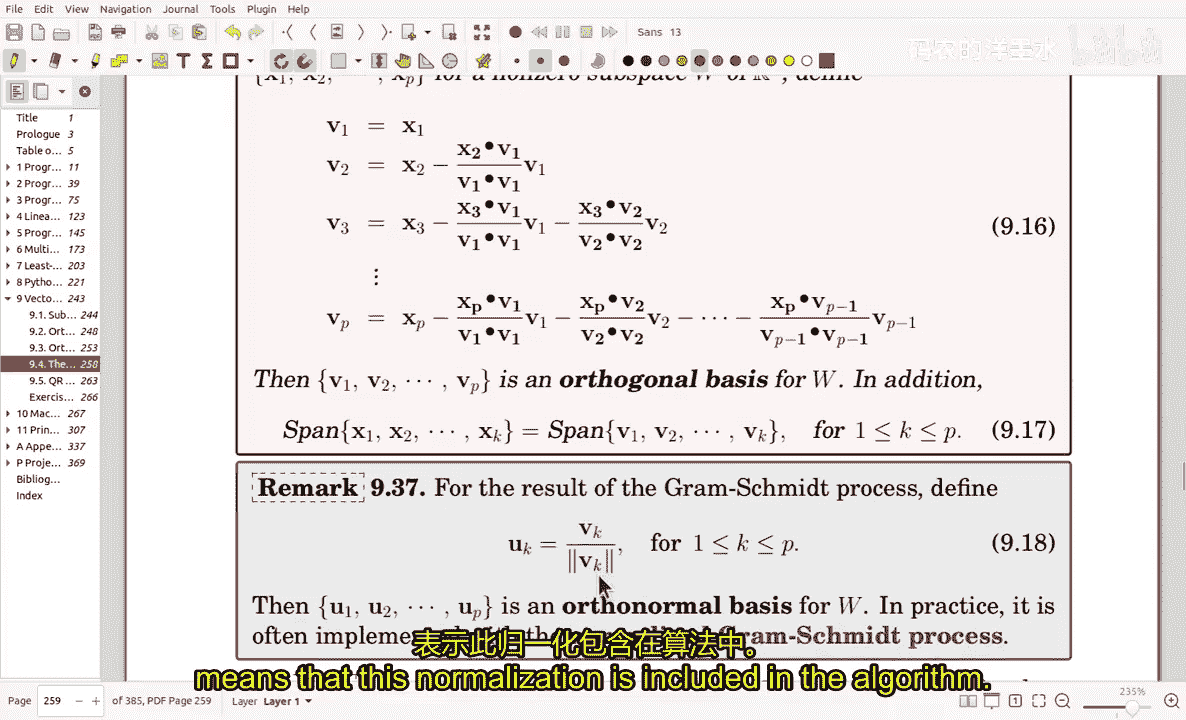 File Edit View Navigation Journal Tools Plugin Help
Sans 13
Title 1
Prologue 3
Table o... 5
1 Progr... 11
2 Progr... 39
3 Progr... 75
4 Linea... 123
5 Progr... 145
6 Multi... 173
7 Least-... 203
8 Pytho... 221
9 Vecto... 243
9.1. Sub... 244
9.2. Ort... 248
9.3. Ort... 253
9.4. The... 258
9.5. QR ... 263
Exercis... 266
10 Mac... 267
11 Prin... 307
A Appe... 337
P Proje... 369
Bibliog...
Index
{x₁, x₂, ⋯, xₚ} for a nonzero subspace W of ℝⁿ, define
v₁ = x₁
v₂ = x₂ − (x₂•v₁)/(v₁•v₁) v₁
v₃ = x₃ − (x₃•v₁)/(v₁•v₁) v₁ − (x₃•v₂)/(v₂•v₂) v₂ (9.16)
⋮
vₚ = xₚ − (xₚ•v₁)/(v₁•v₁) v₁ − (xₚ•v₂)/(v₂•v₂) v₂ − ⋯ − (xₚ•vₚ₋₁)/(vₚ₋₁•vₚ₋₁) vₚ₋₁
Then {v₁, v₂, ⋯, vₚ} is an orthogonal basis for W. In addition,
Span{x₁, x₂, ⋯, xₖ} = Span{v₁, v₂, ⋯, vₖ}, for 1 ≤ k ≤ p. (9.17)
Remark 9.37. For the result of the Gram-Schmidt process, define
uₖ = vₖ/‖vₖ‖, for 1 ≤ k ≤ p. (9.18)
Then {u₁, u₂, ⋯, uₚ} is an orthonormal basis for W. In practice, it is
often impleme Gram-Schmidt process.
表示此归一化包含在算法中。
means that this normalization is included in the algorithm.
Page 259 of 385, PDF Page 259 Layer Layer 1 235%